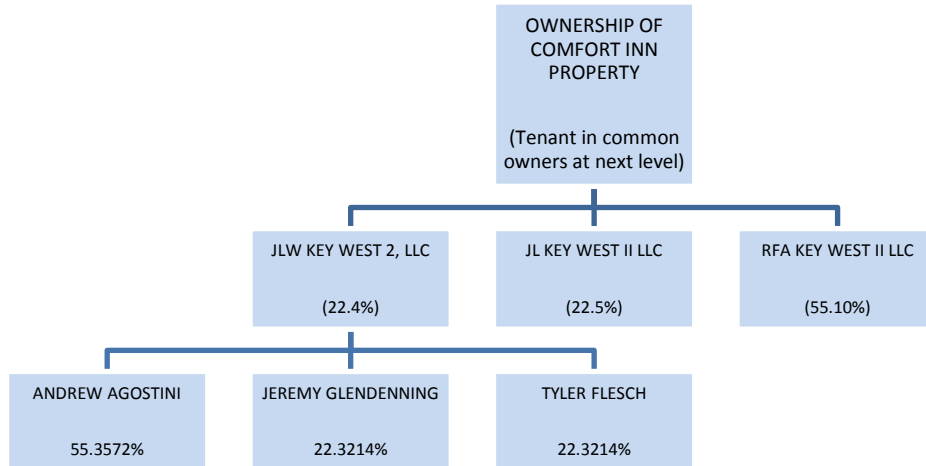 OWNERSHIP OF
COMFORT INN
PROPERTY
(Tenant in common
owners at next level)
JLW KEY WEST 2, LLC
(22.4%)
JL KEY WEST II LLC
(22.5%)
RFA KEY WEST II LLC
(55.10%)
ANDREW AGOSTINI
55.3572%
JEREMY GLENDENNING
22.3214%
TYLER FLESCH
22.3214%